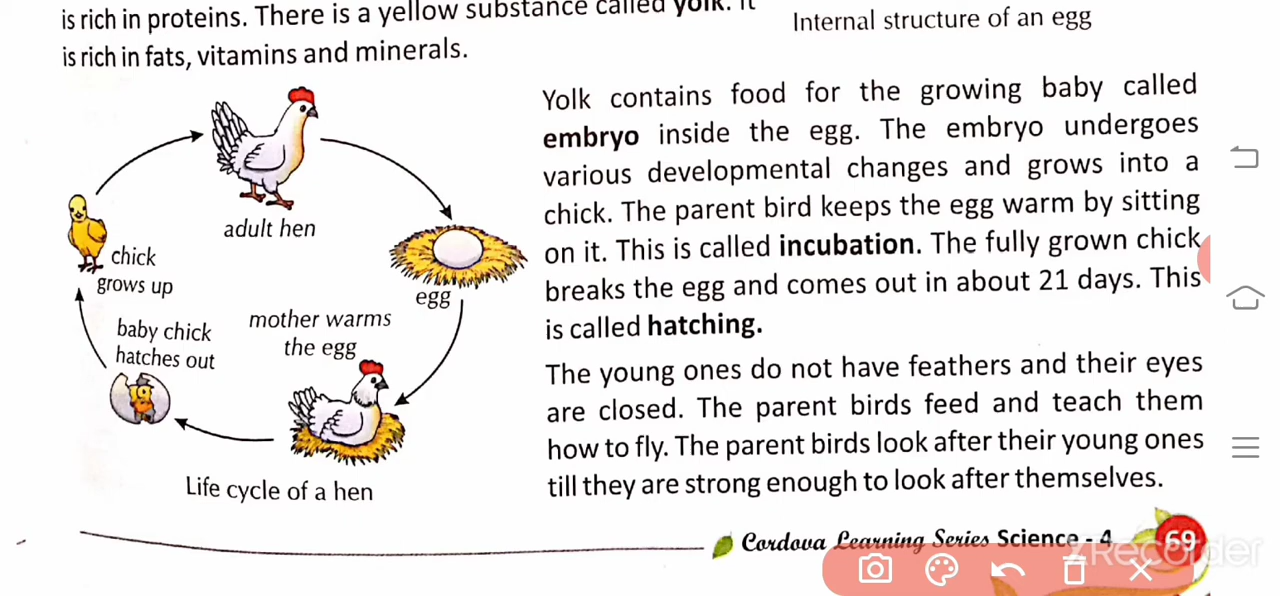 is rich in proteins. There is a yellow substance called yolk. It
is rich in fats, vitamins and minerals.
Internal structure of an egg
adult hen
egg
mother warms
the egg
baby chick
hatches out
chick
grows up
Life cycle of a hen
Yolk contains food for the growing baby called
embryo inside the egg. The embryo undergoes
various developmental changes and grows into a
chick. The parent bird keeps the egg warm by sitting
on it. This is called incubation. The fully grown chick
breaks the egg and comes out in about 21 days. This
is called hatching.
The young ones do not have feathers and their eyes
are closed. The parent birds feed and teach them
how to fly. The parent birds look after their young ones
till they are strong enough to look after themselves.
Cordova Learning Series Science - 4
69
XRecorder